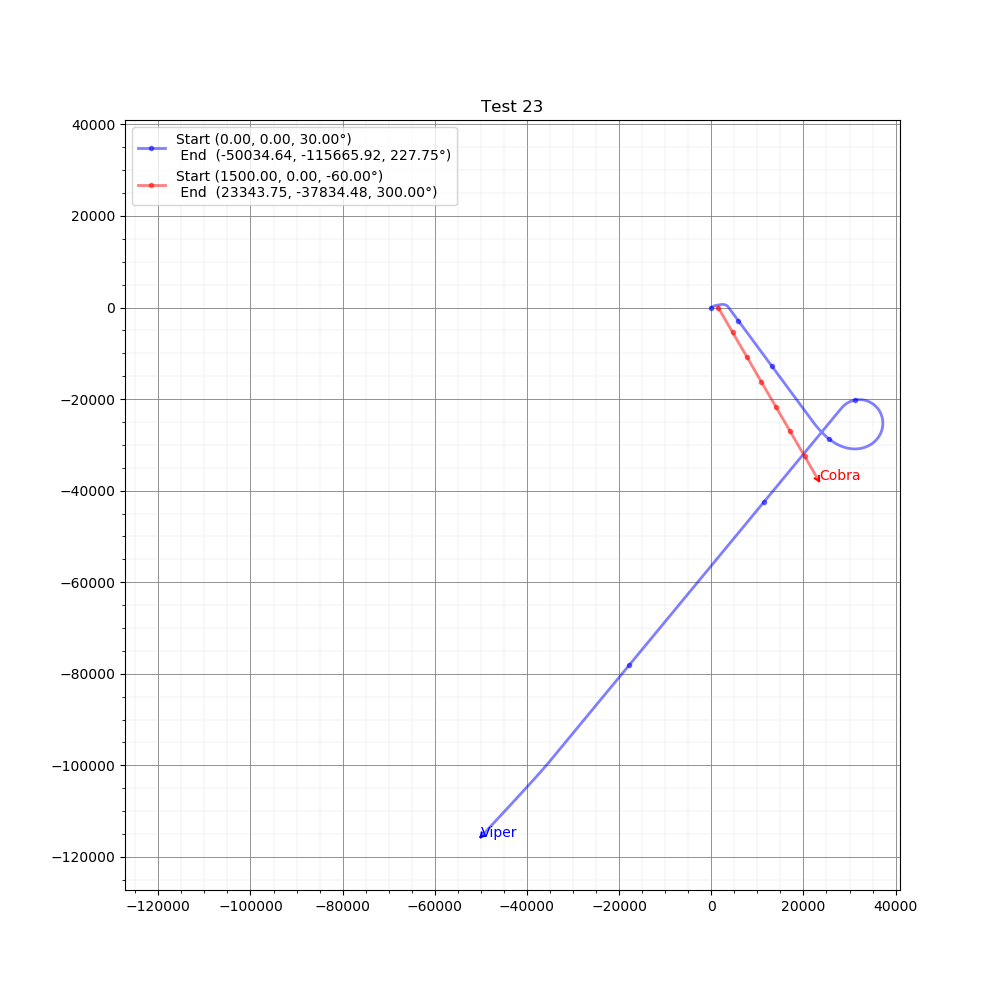 Test 23
Start (0.00, 0.00, 30.00°)
End (-50034.64, -115665.92, 227.75°)
Start (1500.00, 0.00, -60.00°)
End (23343.75, -37834.48, 300.00°)
40000
20000
0
−20000
−40000
−60000
−80000
−100000
−120000
Cobra
Viper
−120000 −100000 −80000 −60000 −40000 −20000 0 20000 40000